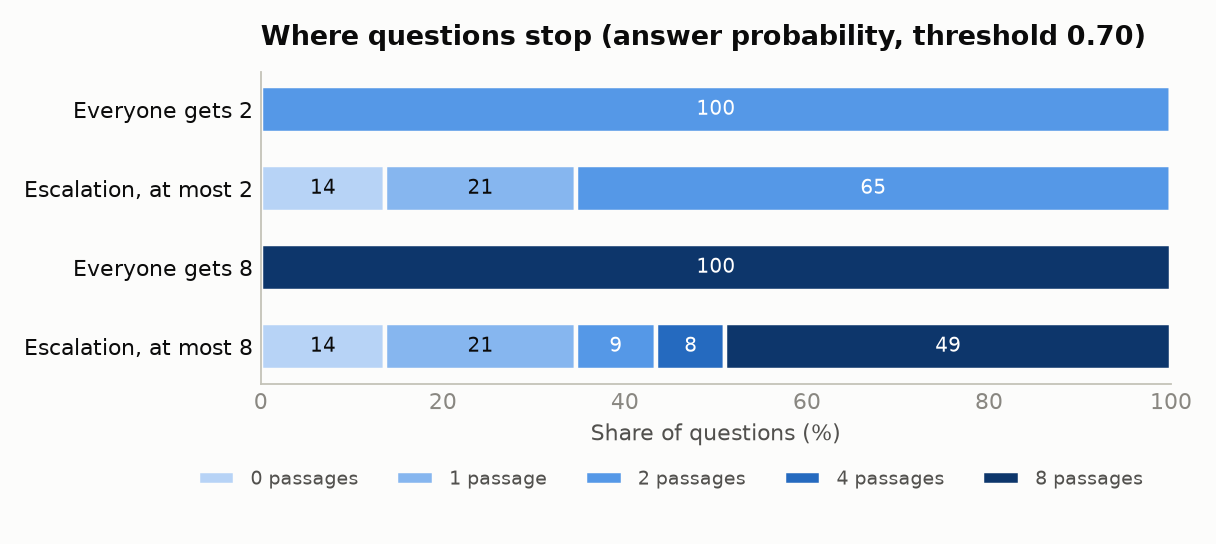 Where questions stop (answer probability, threshold 0.70)
Everyone gets 2
100
Escalation, at most 2
14 21 65
Everyone gets 8
100
Escalation, at most 8
14 21 9 8 49
0 20 40 60 80 100
Share of questions (%)
0 passages 1 passage 2 passages 4 passages 8 passages